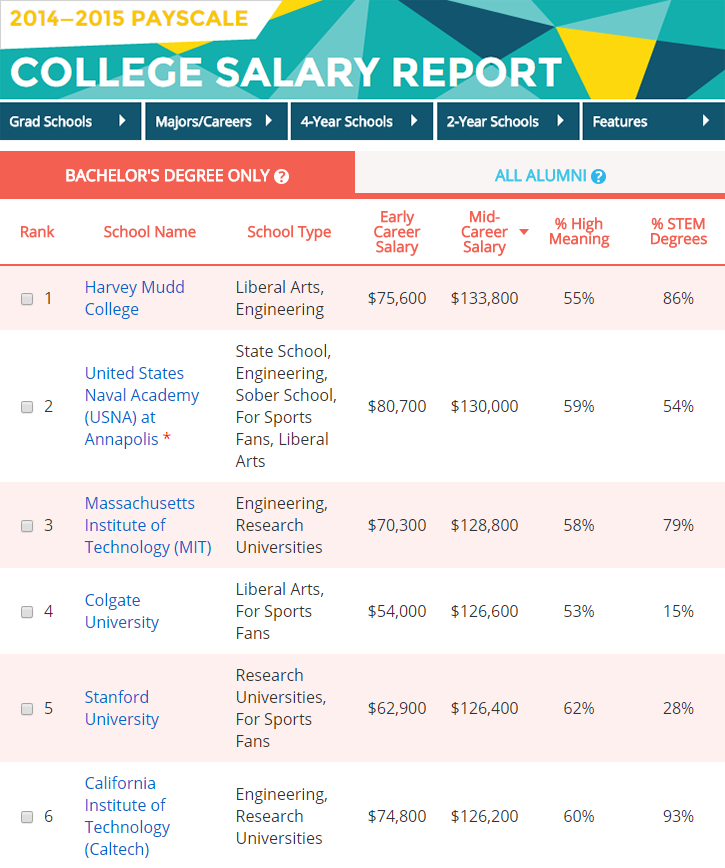 2014–2015 PAYSCALE
COLLEGE SALARY REPORT
Grad Schools
Majors/Careers
4-Year Schools
2-Year Schools
Features
BACHELOR'S DEGREE ONLY ?
ALL ALUMNI ?
Rank
School Name
School Type
Early
Career
Salary
Mid-
Career
Salary
% High
Meaning
% STEM
Degrees
1
Harvey Mudd
College
Liberal Arts,
Engineering
$75,600
$133,800
55%
86%
2
United States
Naval Academy
(USNA) at
Annapolis *
State School,
Engineering,
Sober School,
For Sports
Fans, Liberal
Arts
$80,700
$130,000
59%
54%
3
Massachusetts
Institute of
Technology (MIT)
Engineering,
Research
Universities
$70,300
$128,800
58%
79%
4
Colgate
University
Liberal Arts,
For Sports
Fans
$54,000
$126,600
53%
15%
5
Stanford
University
Research
Universities,
For Sports
Fans
$62,900
$126,400
62%
28%
6
California
Institute of
Technology
(Caltech)
Engineering,
Research
Universities
$74,800
$126,200
60%
93%